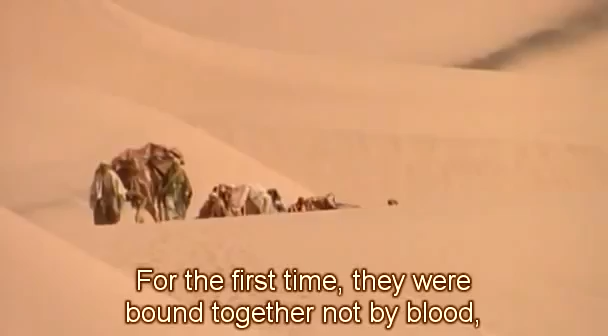 For the first time, they were
bound together not by blood,